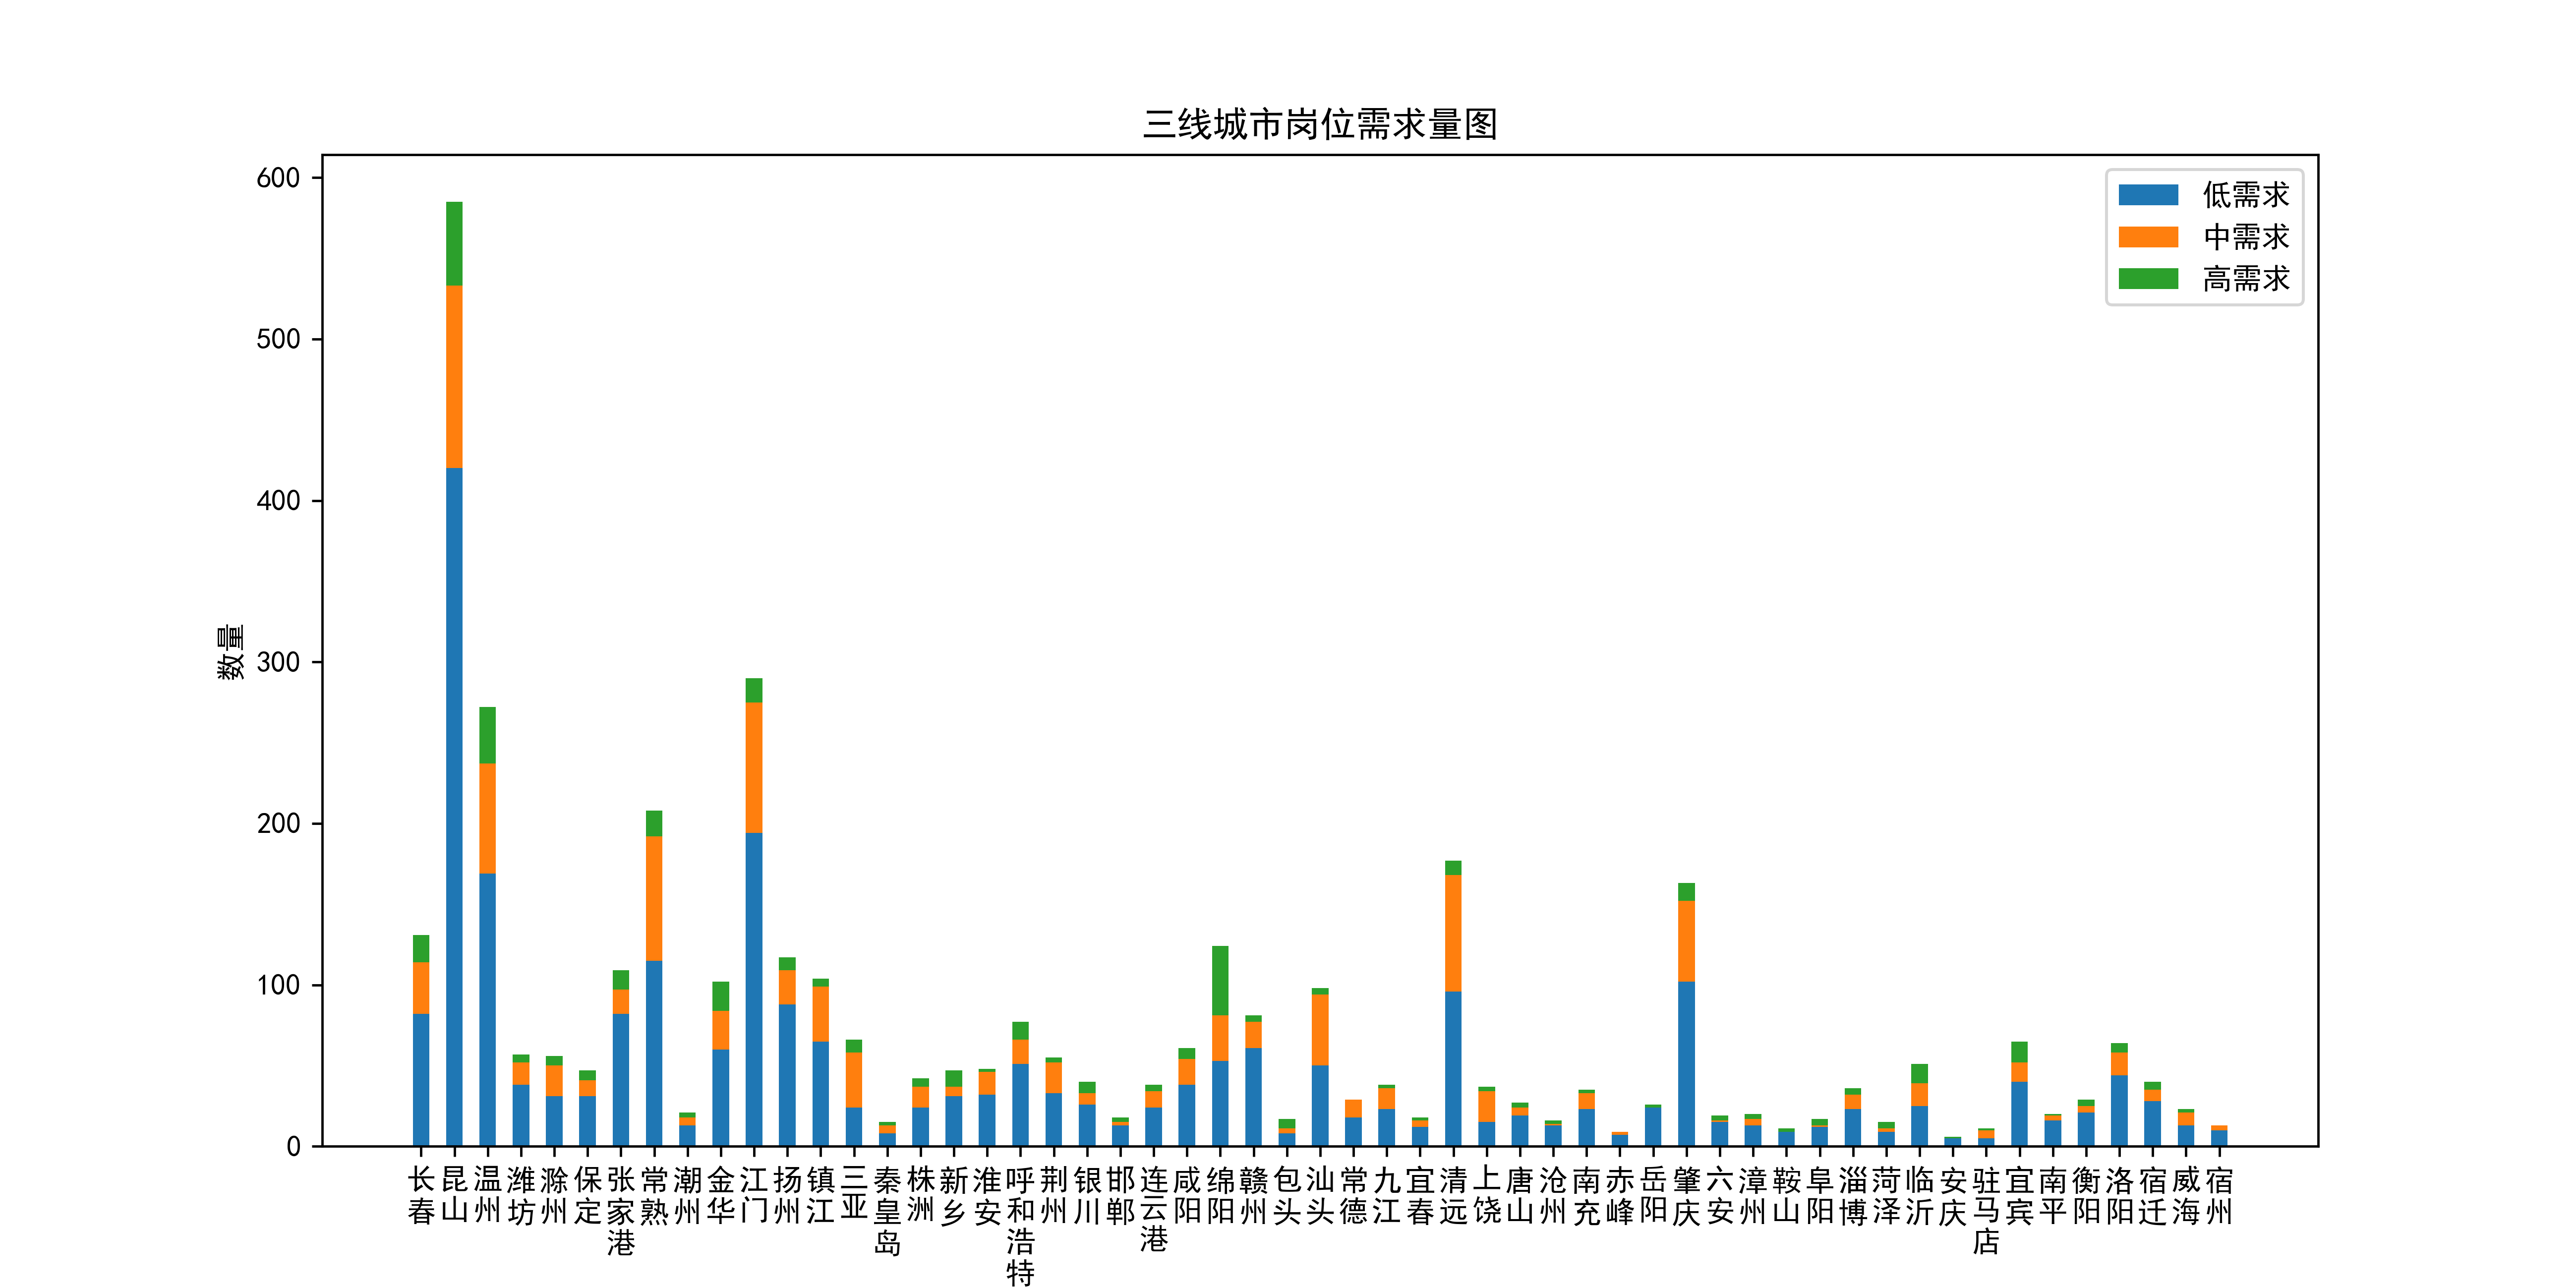 三线城市岗位需求量图
600
500
400
300
200
100
0
数量
低需求
中需求
高需求
长春
昆山
温州
潍坊
滁州
保定
张家港
常熟
潮州
金华
江门
扬州
镇江
三亚
秦皇岛
株洲
新乡
淮安
呼和浩特
荆州
银川
邯郸
连云港
咸阳
绵阳
赣州
包头
汕头
常德
九江
宜春
清远
上饶
唐山
沧州
南充
赤峰
岳阳
肇庆
六安
漳州
鞍山
阜阳
淄博
菏泽
临沂
安庆
驻马店
宜宾
南平
衡阳
洛阳
宿迁
威海
宿州